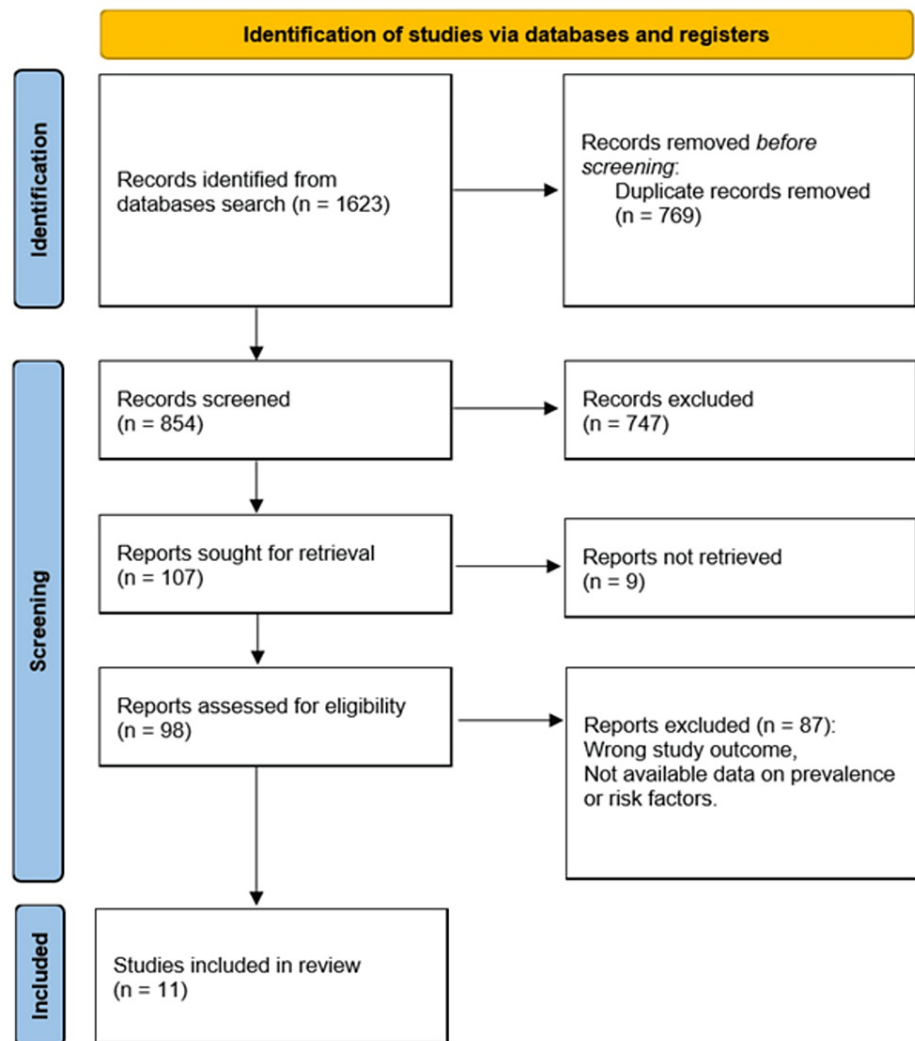 Identification of studies via databases and registers
Identification
Records identified from
databases search (n = 1623)
Records removed before
screening:
Duplicate records removed
(n = 769)
Screening
Records screened
(n = 854)
Records excluded
(n = 747)
Reports sought for retrieval
(n = 107)
Reports not retrieved
(n = 9)
Reports assessed for eligibility
(n = 98)
Reports excluded (n = 87):
Wrong study outcome,
Not available data on prevalence
or risk factors.
Included
Studies included in review
(n = 11)